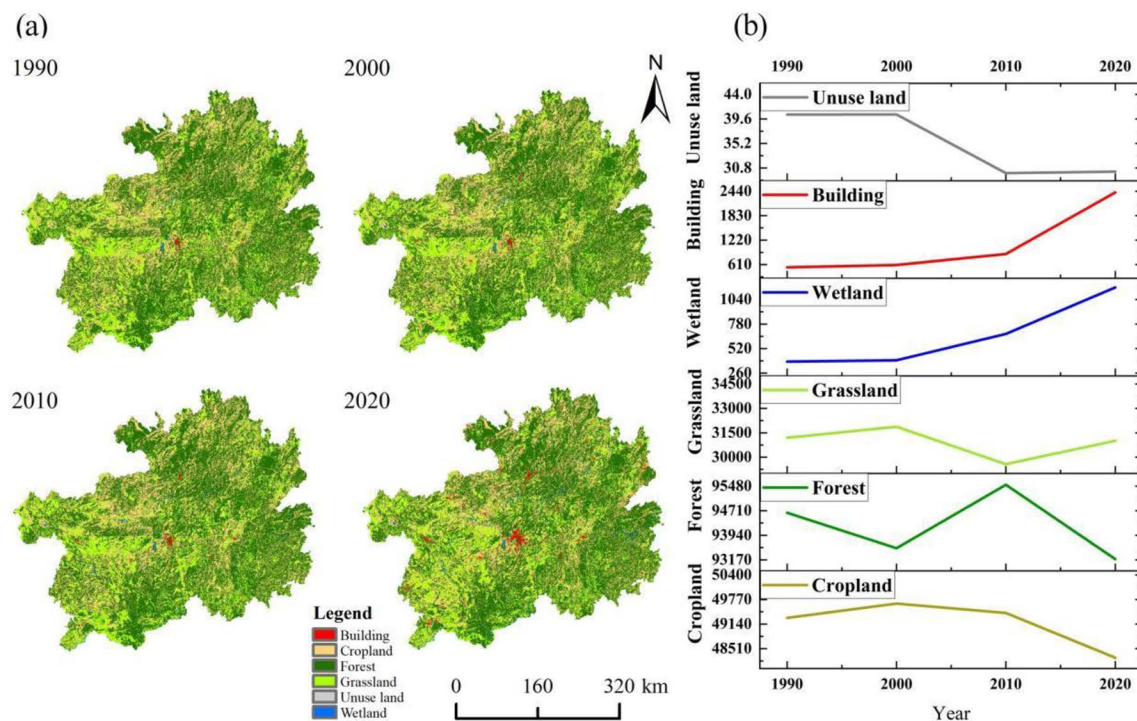 (a)
1990
2000
N
2010
2020
Legend
Building
Cropland
Forest
Grassland
Unuse land
Wetland
0 160 320 km
(b)
1990 2000 2010 2020
Unuse land
44.0
39.6
35.2
30.8
Unuse land
Building
2440
1830
1220
610
Building
Wetland
1040
780
520
260
Wetland
Grassland
34500
33000
31500
30000
Grassland
Forest
95480
94710
93940
93170
Forest
Cropland
50400
49770
49140
48510
Cropland
1990 2000 2010 2020
Year